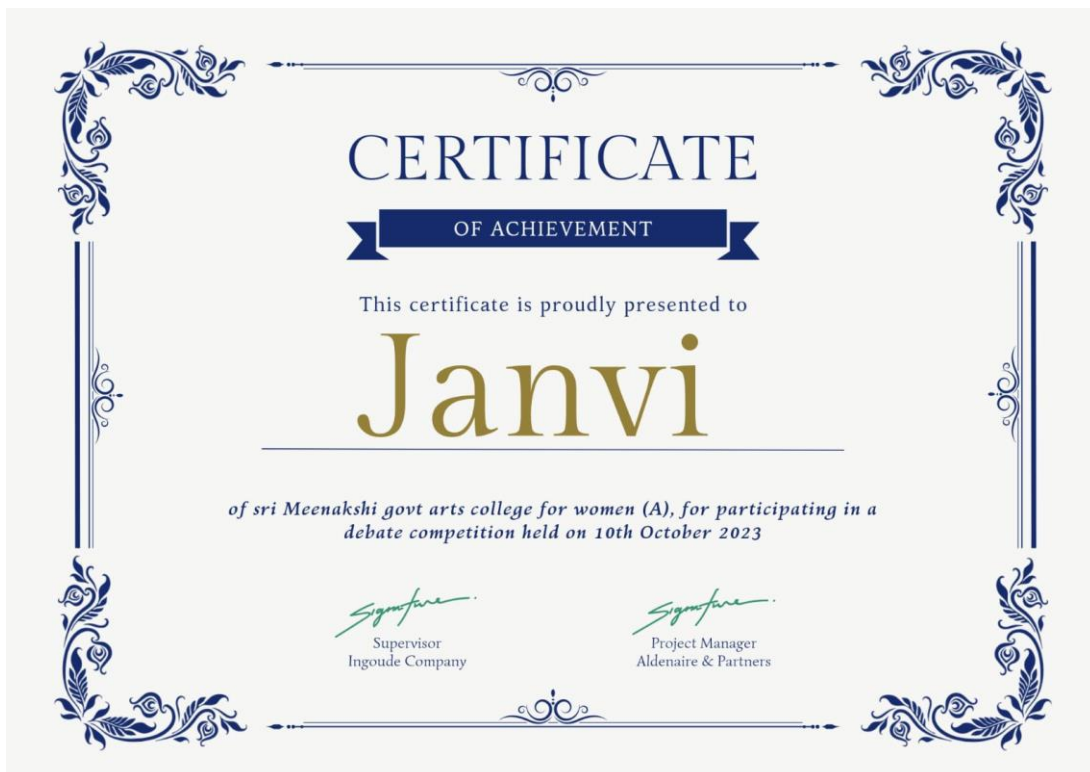 CERTIFICATE
OF ACHIEVEMENT
This certificate is proudly presented to
Janvi
of sri Meenakshi govt arts college for women (A), for participating in a
debate competition held on 10th October 2023
Signature Signature
Supervisor Project Manager
Ingoude Company Aldenaire & Partners